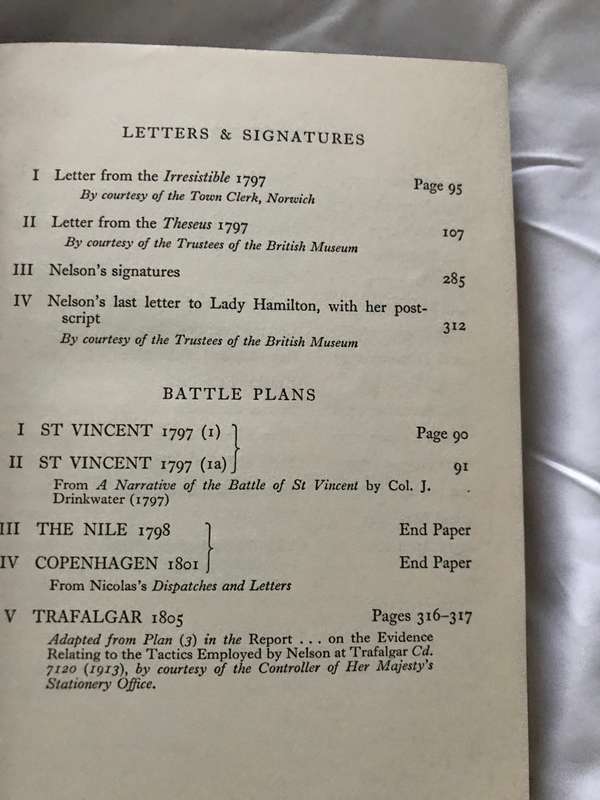 LETTERS & SIGNATURES
I Letter from the Irresistible 1797 Page 95
By courtesy of the Town Clerk, Norwich
II Letter from the Theseus 1797 107
By courtesy of the Trustees of the British Museum
III Nelson's signatures 285
IV Nelson's last letter to Lady Hamilton, with her post-
script 312
By courtesy of the Trustees of the British Museum
BATTLE PLANS
I ST VINCENT 1797 (1) Page 90
II ST VINCENT 1797 (1a) 91
From A Narrative of the Battle of St Vincent by Col. J.
Drinkwater (1797)
III THE NILE 1798 End Paper
IV COPENHAGEN 1801 End Paper
From Nicolas's Dispatches and Letters
V TRAFALGAR 1805 Pages 316–317
Adapted from Plan (3) in the Report . . . on the Evidence
Relating to the Tactics Employed by Nelson at Trafalgar Cd.
7120 (1913), by courtesy of the Controller of Her Majesty's
Stationery Office.